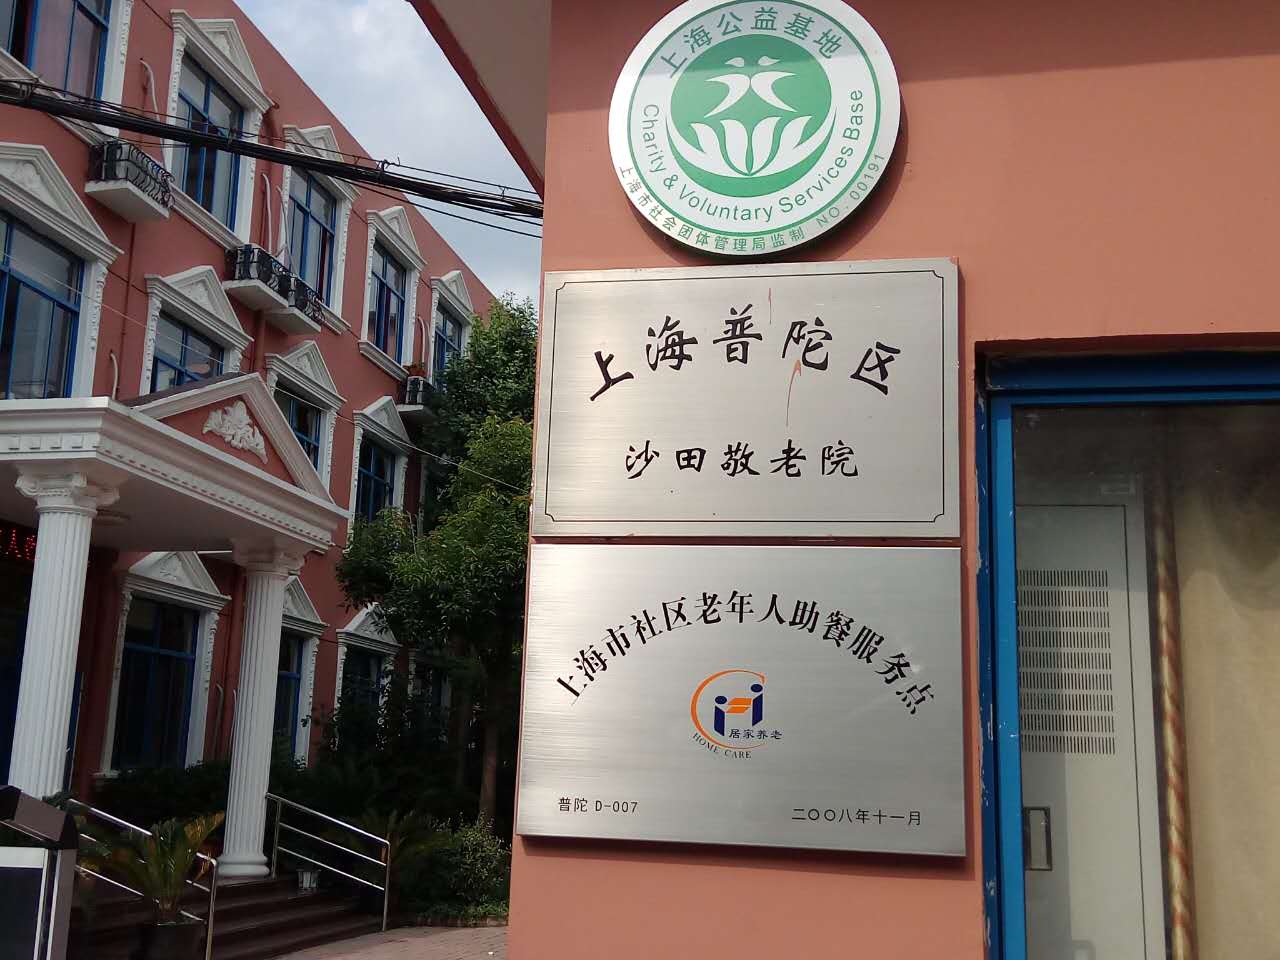 上海公益基地
Charity & Voluntary Services Base
上海市社会团体管理局监制 NO.00191
上海普陀区
沙田敬老院
上海市社区老年人助餐服务点
居家养老
HOME CARE
普陀 D-007
二〇〇八年十一月